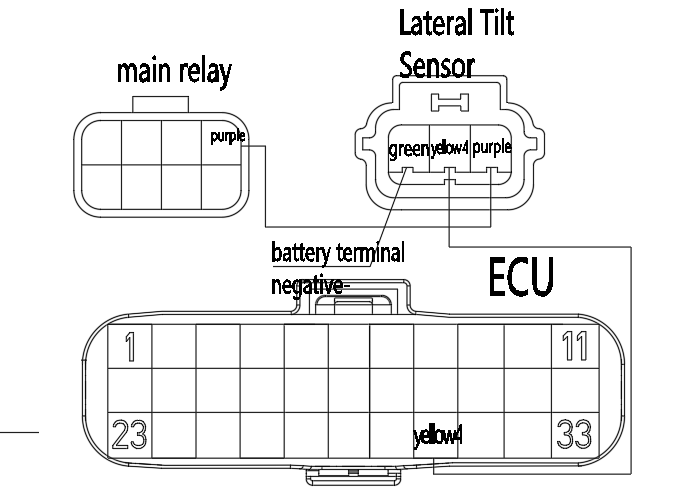 Lateral Tilt
Sensor
main relay
purple
green yellow4 purple
battery terminal
negative-
ECU
1
11
23
yellow4
33